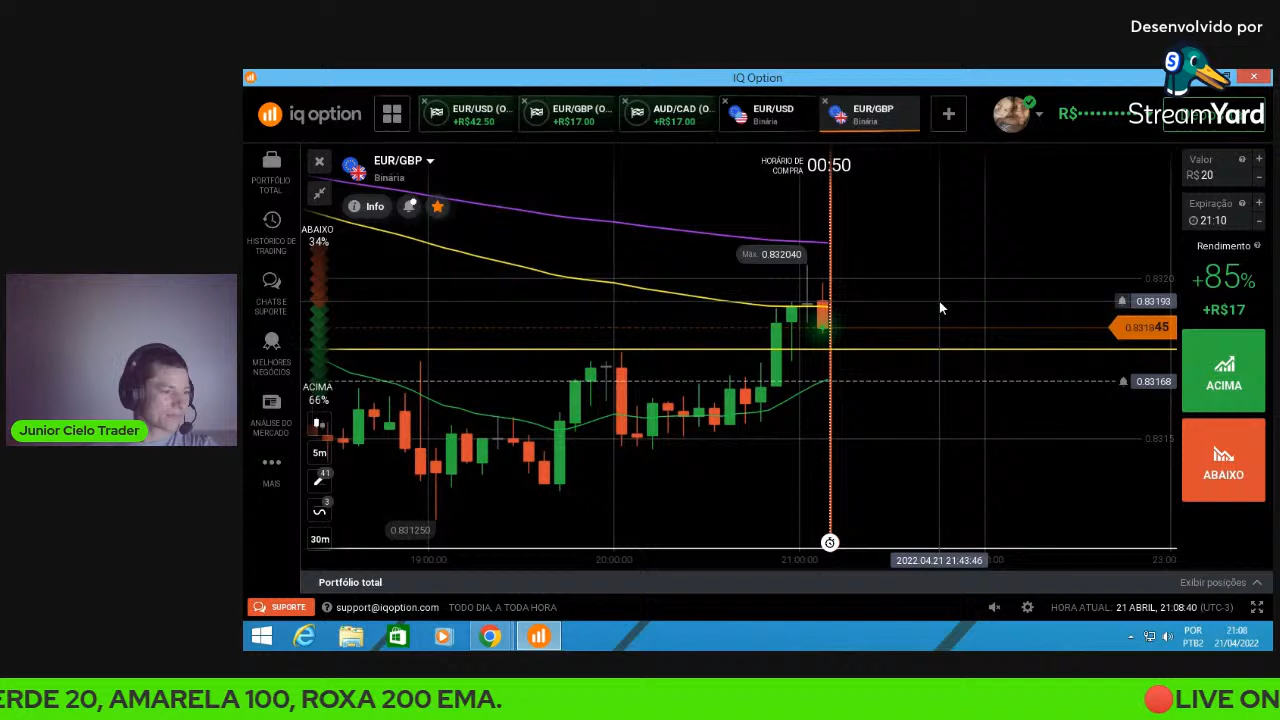 Desenvolvido por
S
StreamYard
IQ Option
iq option
EUR/USD (O...
+R$42.50
EUR/GBP (O...
+R$17.00
AUD/CAD (O...
+R$17.00
EUR/USD
Binária
EUR/GBP
Binária
R$
PORTFÓLIO
TOTAL
HISTÓRICO DE
TRADING
CHATS E
SUPORTE
MELHORES
NEGÓCIOS
ANÁLISE DO
MERCADO
MAIS
EUR/GBP
Binária
Info
ABAIXO
34%
ACIMA
66%
5m
41
3
30m
HORÁRIO DE
COMPRA
00:50
Máx. 0.832040
0.831250
0.8320
0.83193
0.831845
0.83168
0.8315
19:00:00
20:00:00
21:00:00
2022.04.21 21:43:46
23:00
Valor
R$ 20
Expiração
21:10
Rendimento
+85%
+R$17
ACIMA
ABAIXO
Portfólio total
Exibir posições
SUPORTE
support@iqoption.com
TODO DIA, A TODA HORA
HORA ATUAL: 21 ABRIL, 21:08:40 (UTC-3)
POR
PTB2
21:08
21/04/2022
Junior Cielo Trader
ERDE 20, AMARELA 100, ROXA 200 EMA.
LIVE ON